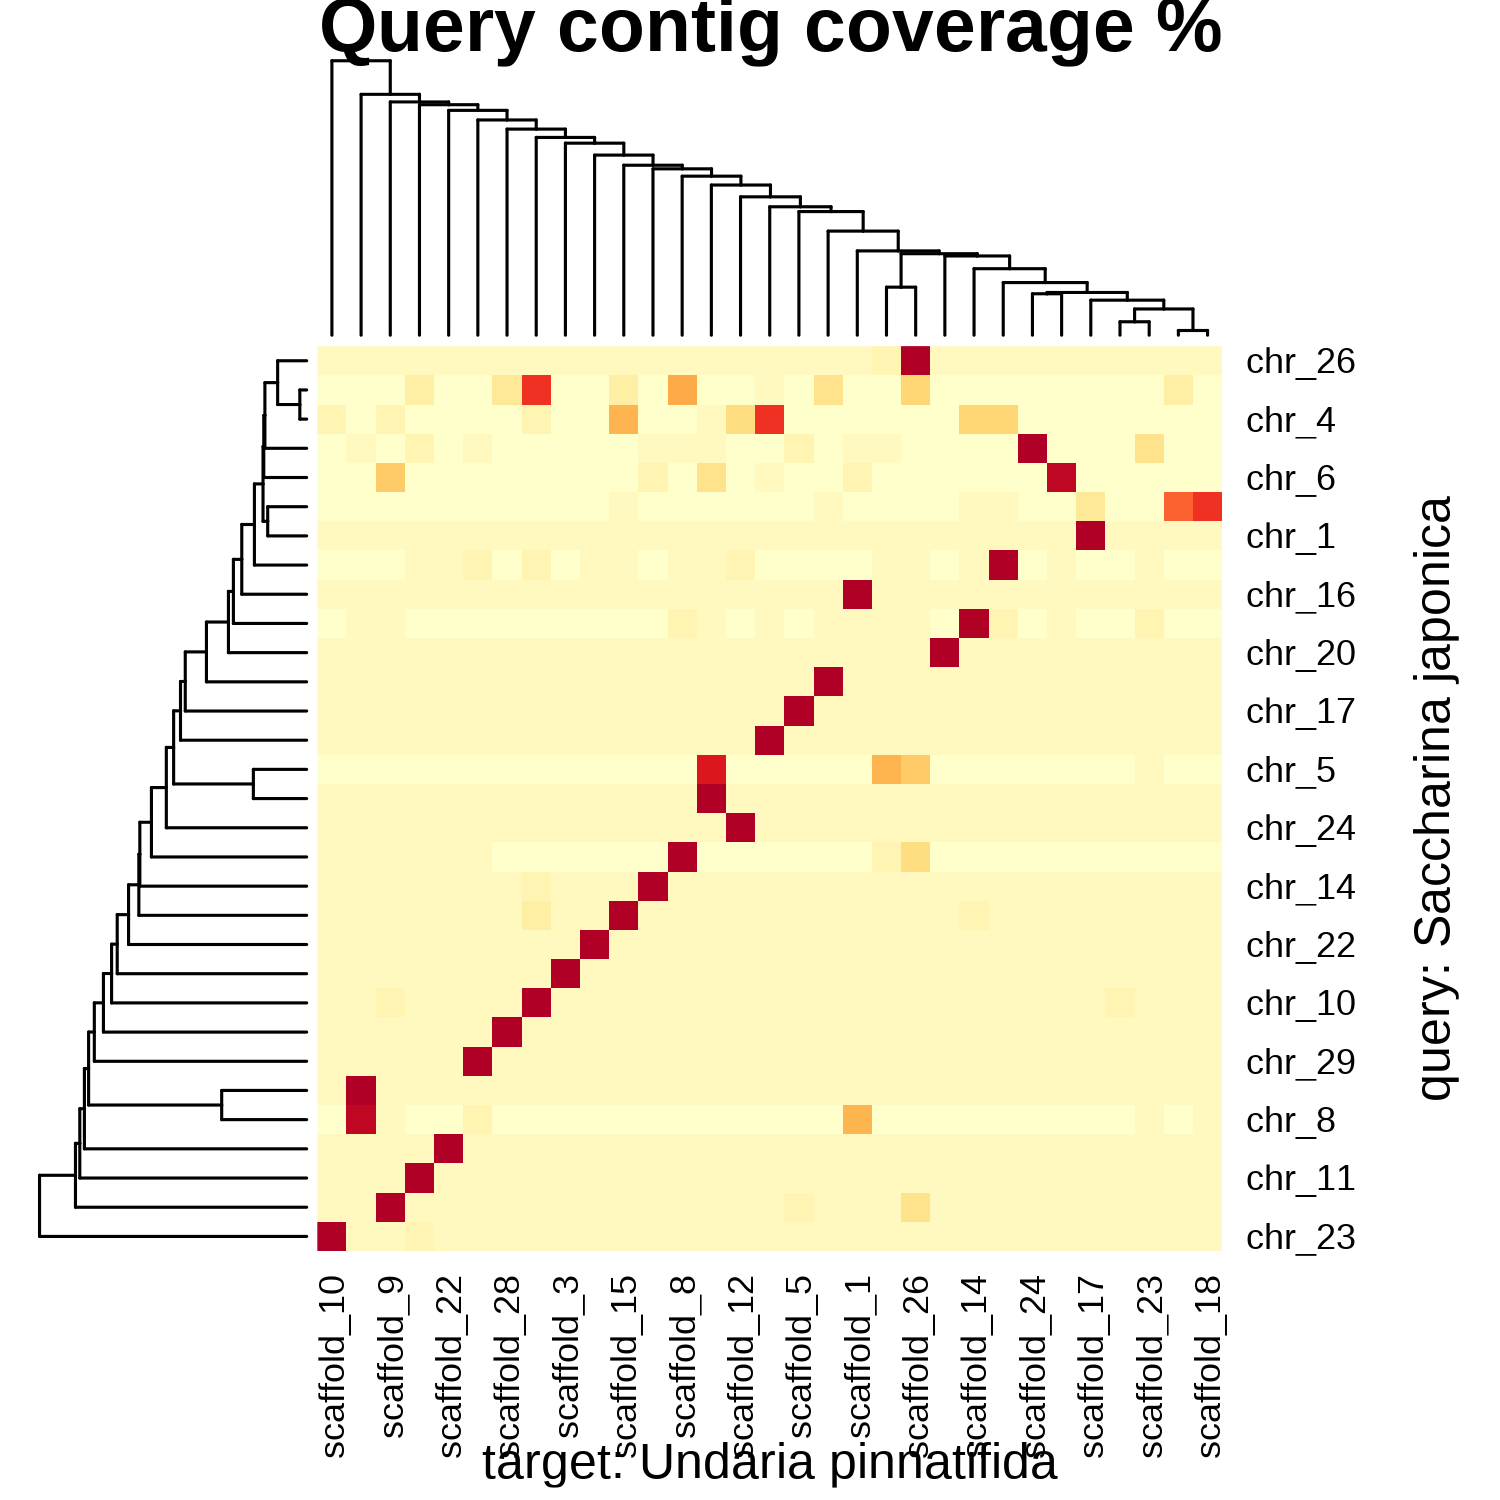 Query contig coverage %
chr_26
chr_4
chr_6
chr_1
chr_16
chr_20
chr_17
chr_5
chr_24
chr_14
chr_22
chr_10
chr_29
chr_8
chr_11
chr_23
query: Saccharina japonica
scaffold_10
scaffold_9
scaffold_22
scaffold_28
scaffold_3
scaffold_15
scaffold_8
scaffold_12
scaffold_5
scaffold_1
scaffold_26
scaffold_14
scaffold_24
scaffold_17
scaffold_23
scaffold_18
target: Undaria pinnatifida